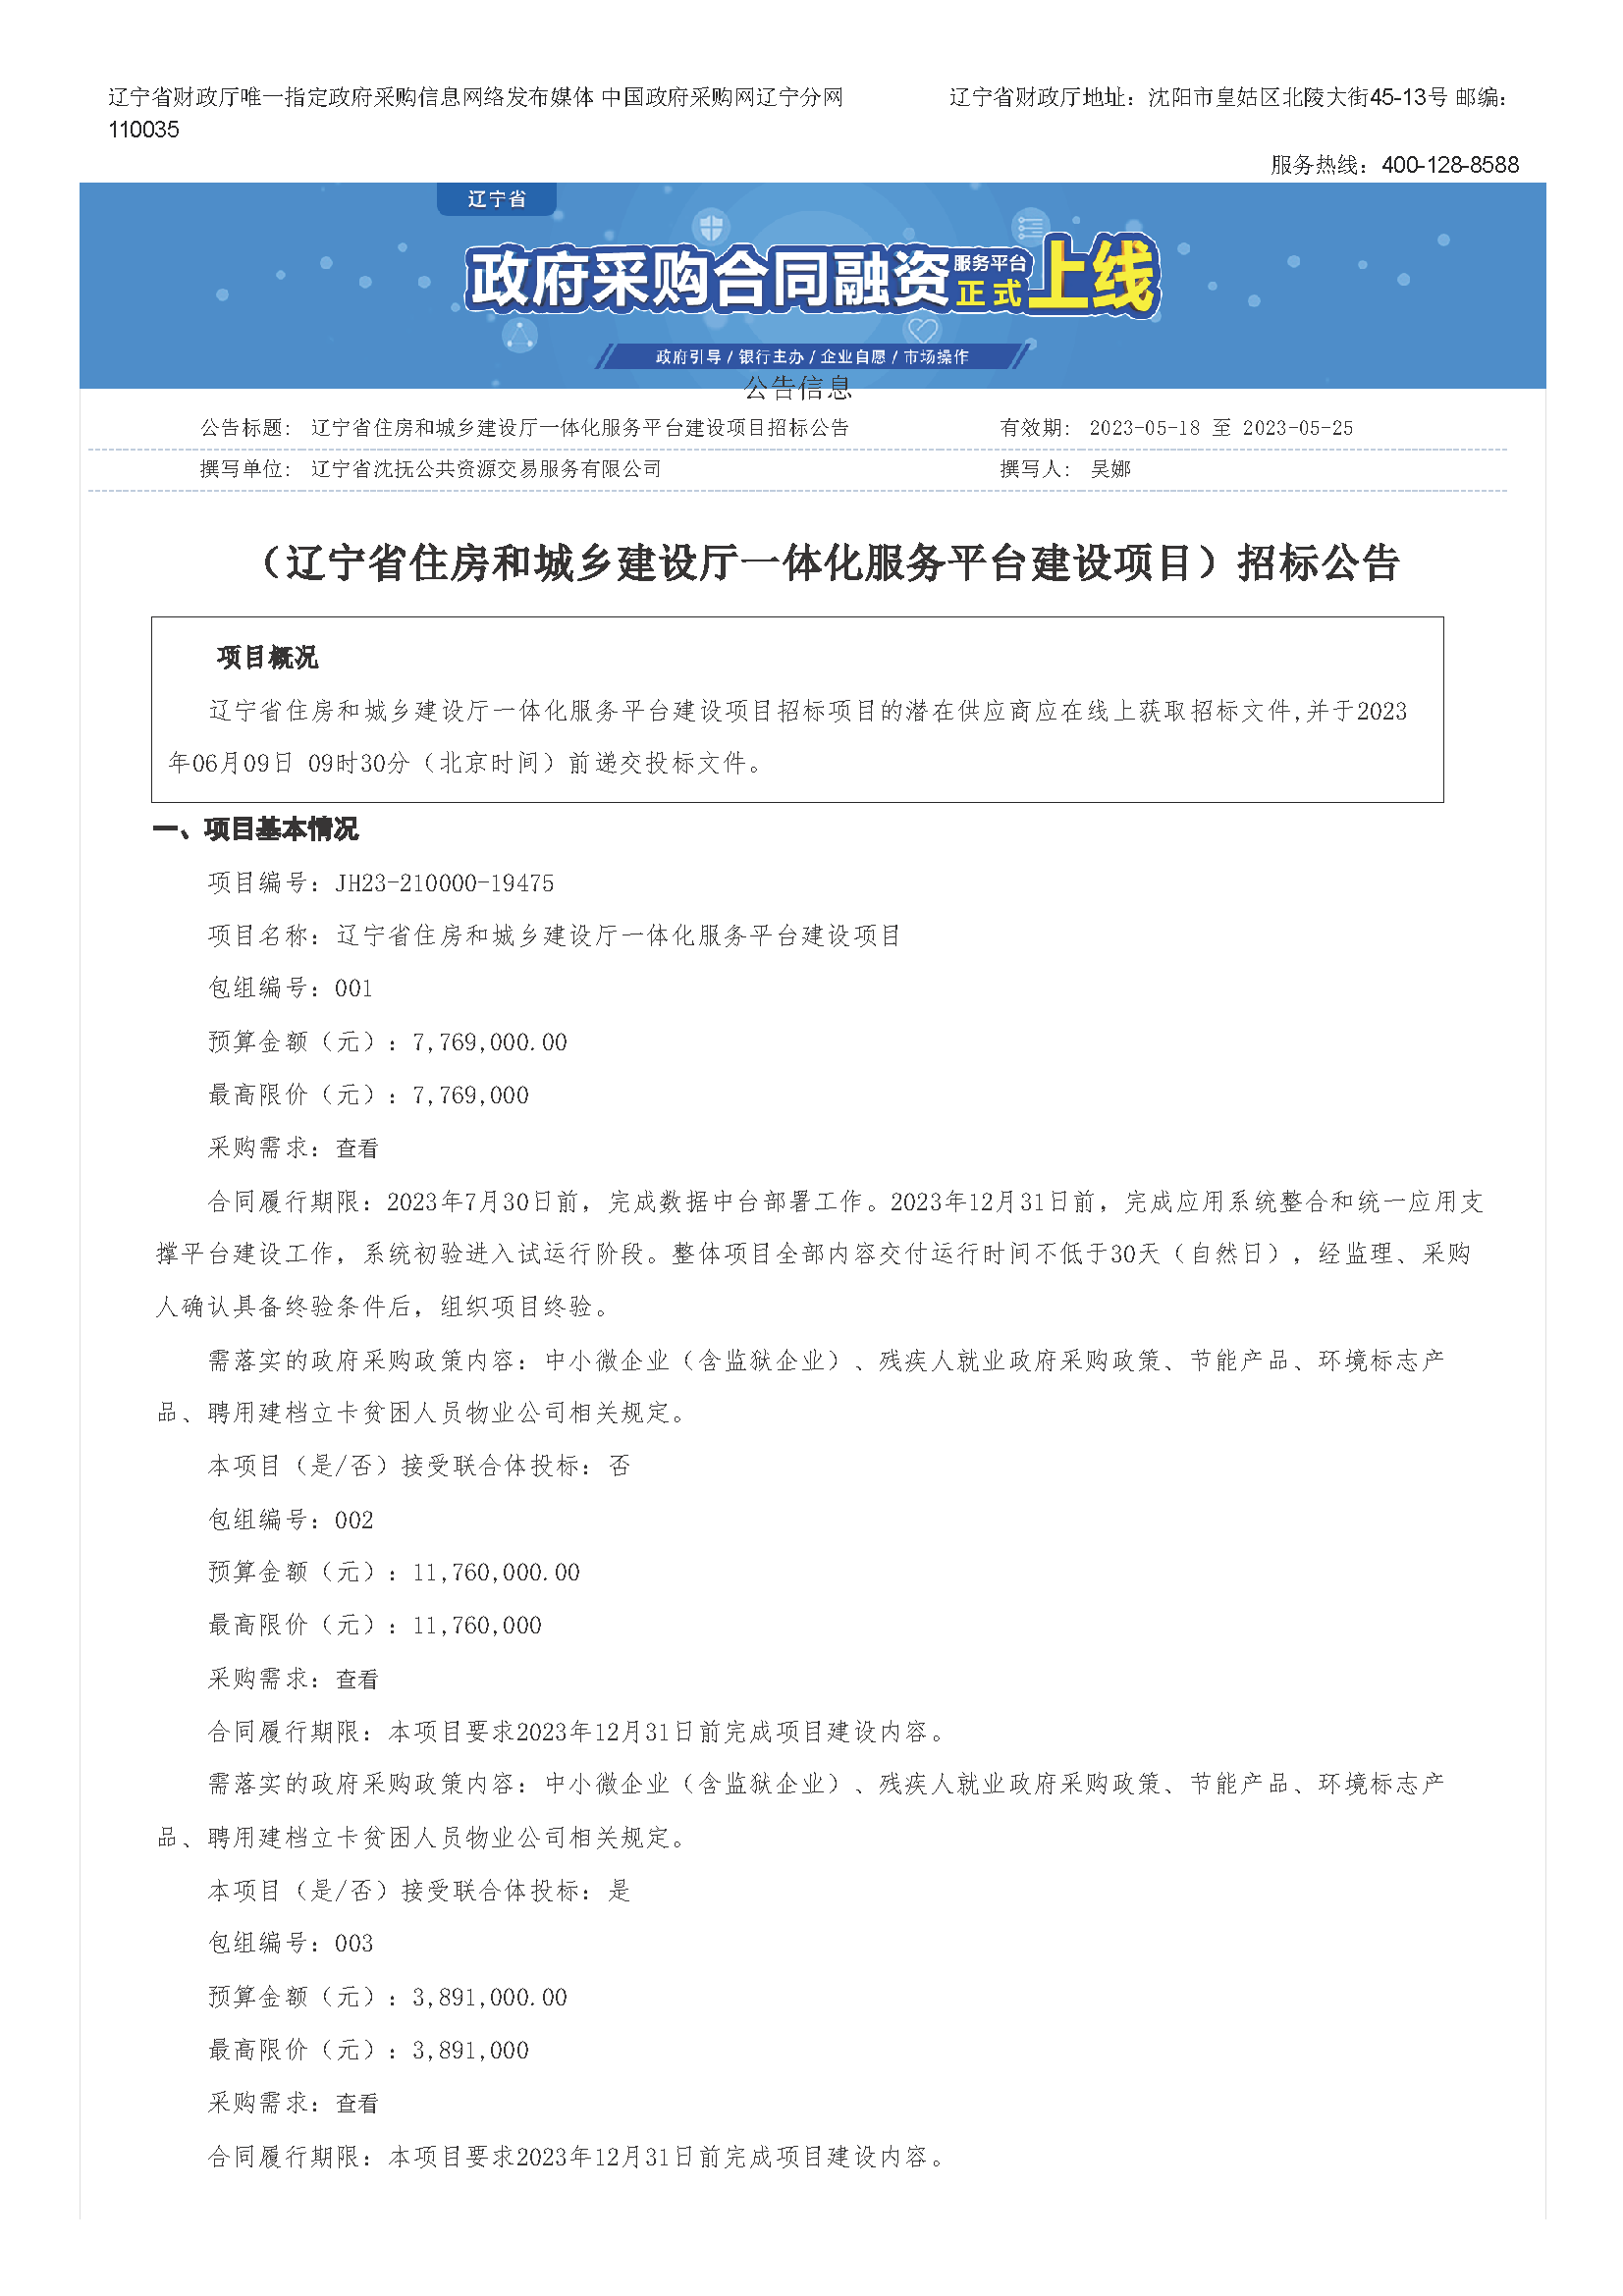 辽宁省财政厅唯一指定政府采购信息网络发布媒体 中国政府采购网辽宁分网 辽宁省财政厅地址：沈阳市皇姑区北陵大街45-13号 邮编：
110035
服务热线：400-128-8588
辽宁省
政府采购合同融资服务平台正式上线
政府引导 / 银行主办 / 企业自愿 / 市场操作
公告信息
公告标题： 辽宁省住房和城乡建设厅一体化服务平台建设项目招标公告 有效期： 2023-05-18 至 2023-05-25
撰写单位： 辽宁省沈抚公共资源交易服务有限公司 撰写人： 吴娜
（辽宁省住房和城乡建设厅一体化服务平台建设项目）招标公告
项目概况
辽宁省住房和城乡建设厅一体化服务平台建设项目招标项目的潜在供应商应在线上获取招标文件,并于2023
年06月09日 09时30分（北京时间）前递交投标文件。
一、项目基本情况
项目编号：JH23-210000-19475
项目名称：辽宁省住房和城乡建设厅一体化服务平台建设项目
包组编号：001
预算金额（元）：7,769,000.00
最高限价（元）：7,769,000
采购需求：查看
合同履行期限：2023年7月30日前，完成数据中台部署工作。2023年12月31日前，完成应用系统整合和统一应用支
撑平台建设工作，系统初验进入试运行阶段。整体项目全部内容交付运行时间不低于30天（自然日），经监理、采购
人确认具备终验条件后，组织项目终验。
需落实的政府采购政策内容：中小微企业（含监狱企业）、残疾人就业政府采购政策、节能产品、环境标志产
品、聘用建档立卡贫困人员物业公司相关规定。
本项目（是/否）接受联合体投标：否
包组编号：002
预算金额（元）：11,760,000.00
最高限价（元）：11,760,000
采购需求：查看
合同履行期限：本项目要求2023年12月31日前完成项目建设内容。
需落实的政府采购政策内容：中小微企业（含监狱企业）、残疾人就业政府采购政策、节能产品、环境标志产
品、聘用建档立卡贫困人员物业公司相关规定。
本项目（是/否）接受联合体投标：是
包组编号：003
预算金额（元）：3,891,000.00
最高限价（元）：3,891,000
采购需求：查看
合同履行期限：本项目要求2023年12月31日前完成项目建设内容。